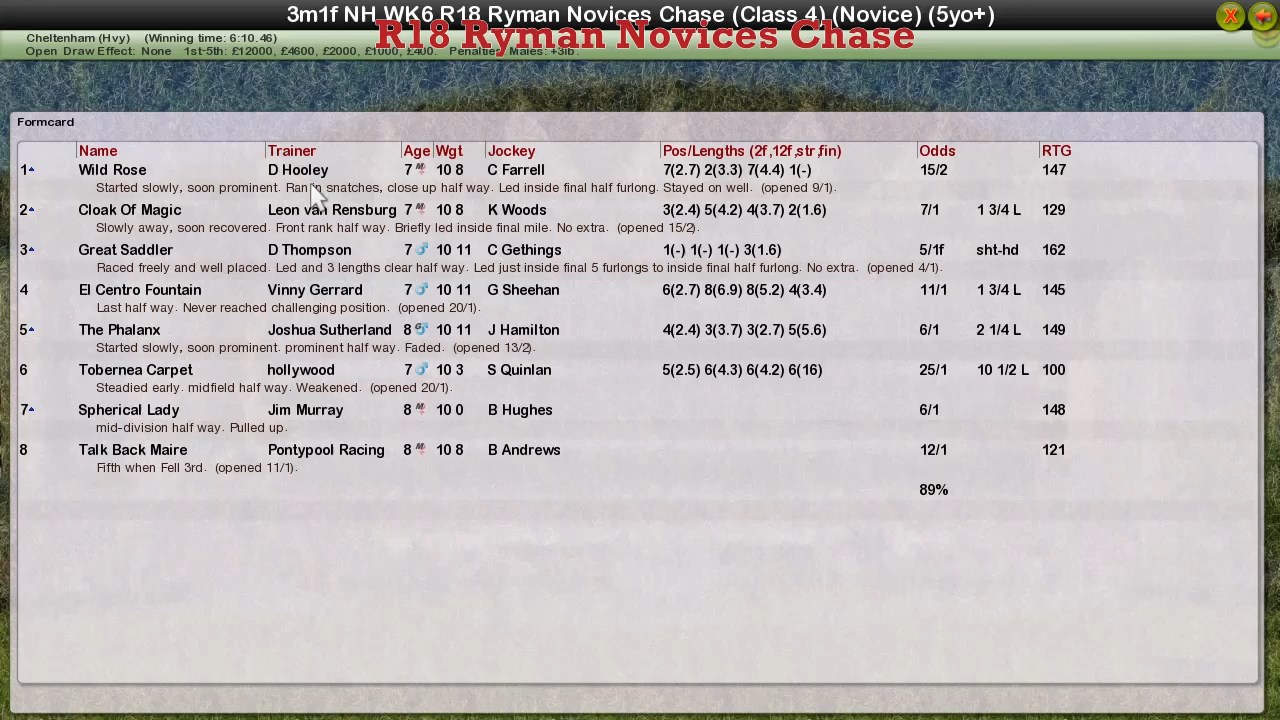 3m1f NH WK6 R18 Ryman Novices Chase (Class 4) (Novice) (5yo+)
R18 Ryman Novices Chase
Cheltenham (Hvy) (Winning time: 6:10.46)
Open Draw Effect: None 1st-5th: £12000, £4600, £2000, £1000, £400. Penalties, Males: +3lb.
Formcard
Name Trainer Age Wgt Jockey Pos/Lengths (2f,12f,str,fin) Odds RTG
1 Wild Rose D Hooley 7 10 8 C Farrell 7(2.7) 2(3.3) 7(4.4) 1(-) 15/2 147
Started slowly, soon prominent. Ran in snatches, close up half way. Led inside final half furlong. Stayed on well. (opened 9/1).
2 Cloak Of Magic Leon van Rensburg 7 10 8 K Woods 3(2.4) 5(4.2) 4(3.7) 2(1.6) 7/1 1 3/4 L 129
Slowly away, soon recovered. Front rank half way. Briefly led inside final mile. No extra. (opened 15/2).
3 Great Saddler D Thompson 7 10 11 C Gethings 1(-) 1(-) 1(-) 3(1.6) 5/1f sht-hd 162
Raced freely and well placed. Led and 3 lengths clear half way. Led just inside final 5 furlongs to inside final half furlong. No extra. (opened 4/1).
4 El Centro Fountain Vinny Gerrard 7 10 11 G Sheehan 6(2.7) 8(6.9) 8(5.2) 4(3.4) 11/1 1 3/4 L 145
Last half way. Never reached challenging position. (opened 20/1).
5 The Phalanx Joshua Sutherland 8 10 11 J Hamilton 4(2.4) 3(3.7) 3(2.7) 5(5.6) 6/1 2 1/4 L 149
Started slowly, soon prominent. prominent half way. Faded. (opened 13/2).
6 Tobernea Carpet hollywood 7 10 3 S Quinlan 5(2.5) 6(4.3) 6(4.2) 6(16) 25/1 10 1/2 L 100
Steadied early. midfield half way. Weakened. (opened 20/1).
7 Spherical Lady Jim Murray 8 10 0 B Hughes 6/1 148
mid-division half way. Pulled up.
8 Talk Back Maire Pontypool Racing 8 10 8 B Andrews 12/1 121
Fifth when Fell 3rd. (opened 11/1).
89%